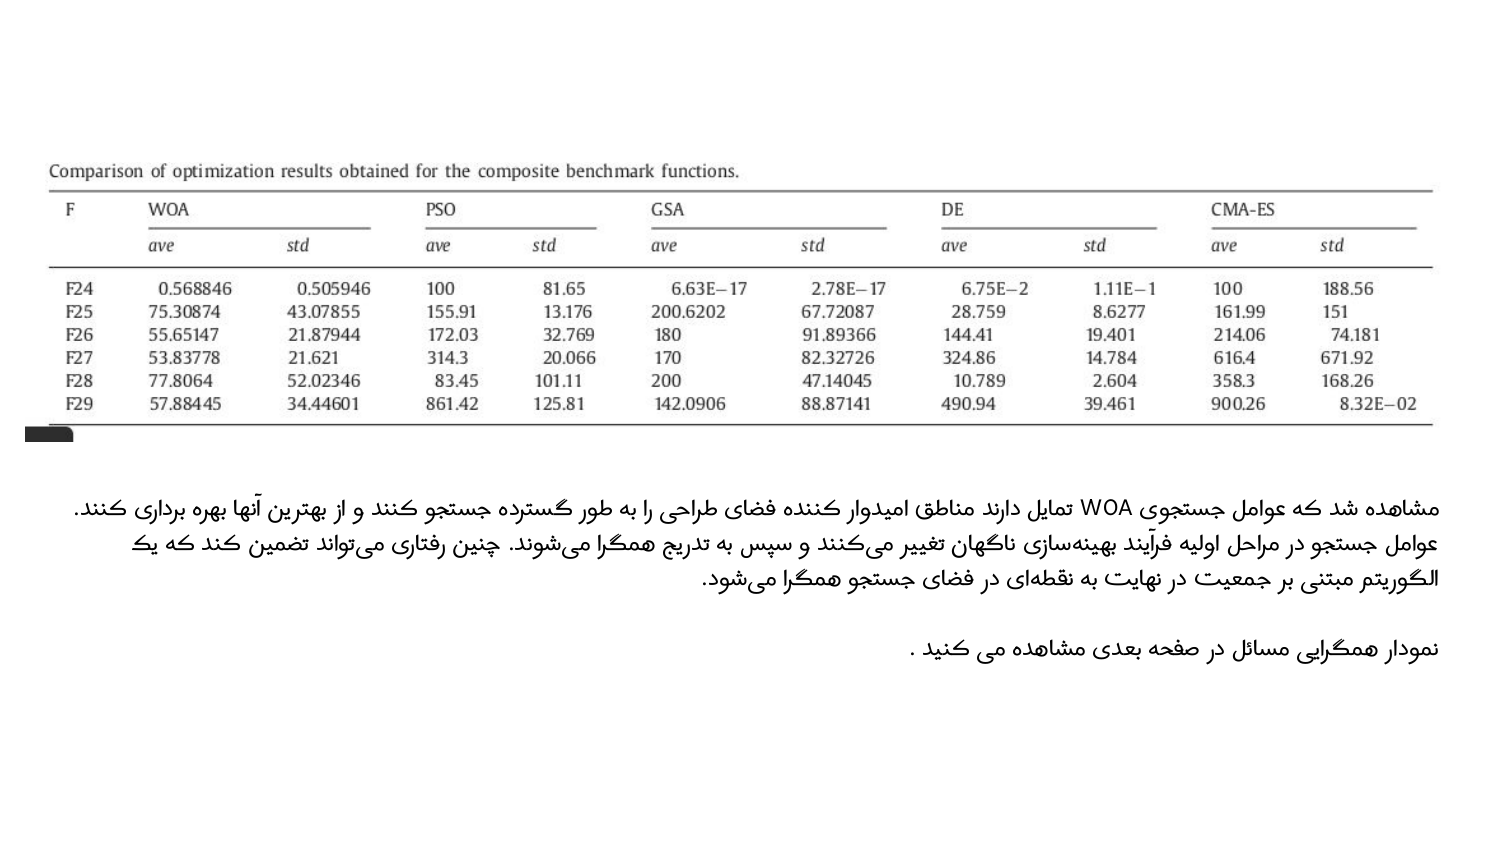 Comparison of optimization results obtained for the composite benchmark functions.
F WOA PSO GSA DE CMA-ES
ave std ave std ave std ave std ave std
F24 0.568846 0.505946 100 81.65 6.63E−17 2.78E−17 6.75E−2 1.11E−1 100 188.56
F25 75.30874 43.07855 155.91 13.176 200.6202 67.72087 28.759 8.6277 161.99 151
F26 55.65147 21.87944 172.03 32.769 180 91.89366 144.41 19.401 214.06 74.181
F27 53.83778 21.621 314.3 20.066 170 82.32726 324.86 14.784 616.4 671.92
F28 77.8064 52.02346 83.45 101.11 200 47.14045 10.789 2.604 358.3 168.26
F29 57.88445 34.44601 861.42 125.81 142.0906 88.87141 490.94 39.461 900.26 8.32E−02
مشاهده شد که عوامل جستجوی WOA تمایل دارند مناطق امیدوار کننده فضای طراحی را به طور گسترده جستجو کنند و از بهترین آنها بهره برداری کنند.
عوامل جستجو در مراحل اولیه فرآیند بهینه‌سازی ناگهان تغییر می‌کنند و سپس به تدریج همگرا می‌شوند. چنین رفتاری می‌تواند تضمین کند که یک
الگوریتم مبتنی بر جمعیت در نهایت به نقطه‌ای در فضای جستجو همگرا می‌شود.
نمودار همگرایی مسائل در صفحه بعدی مشاهده می کنید .